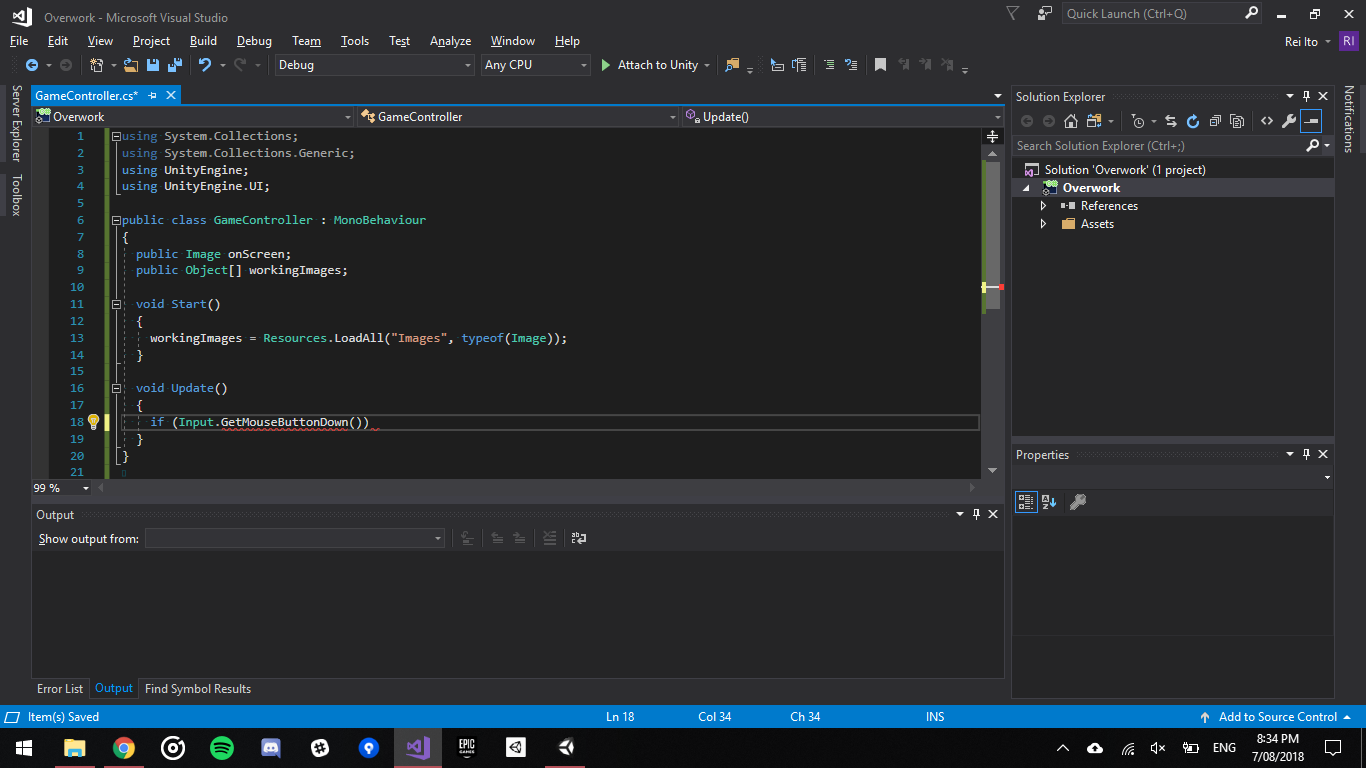 Overwork - Microsoft Visual Studio
Quick Launch (Ctrl+Q)
File Edit View Project Build Debug Team Tools Test Analyze Window Help
Rei Ito RI
Debug Any CPU Attach to Unity
Server Explorer
Toolbox
GameController.cs*
Overwork GameController Update()
1 using System.Collections;
2 using System.Collections.Generic;
3 using UnityEngine;
4 using UnityEngine.UI;
5
6 public class GameController : MonoBehaviour
7 {
8 public Image onScreen;
9 public Object[] workingImages;
10
11 void Start()
12 {
13 workingImages = Resources.LoadAll("Images", typeof(Image));
14 }
15
16 void Update()
17 {
18 if (Input.GetMouseButtonDown())
19 }
20 }
21
99 %
Output
Show output from:
Error List Output Find Symbol Results
Solution Explorer
Search Solution Explorer (Ctrl+;)
Solution 'Overwork' (1 project)
Overwork
References
Assets
Properties
Notifications
Item(s) Saved Ln 18 Col 34 Ch 34 INS Add to Source Control
EPIC
GAMES
ENG
8:34 PM
7/08/2018